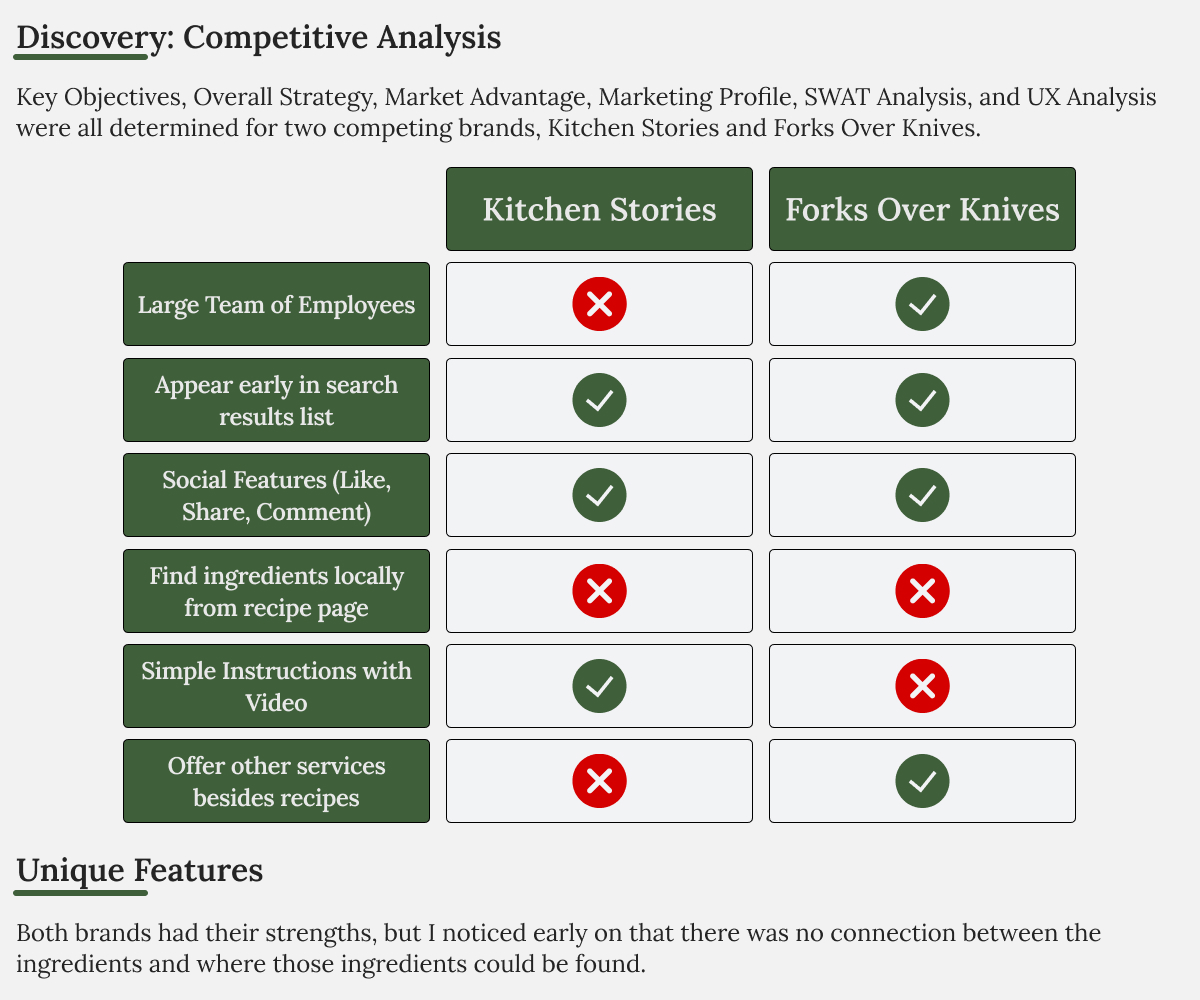 Discovery: Competitive Analysis
Key Objectives, Overall Strategy, Market Advantage, Marketing Profile, SWAT Analysis, and UX Analysis
were all determined for two competing brands, Kitchen Stories and Forks Over Knives.
Kitchen Stories
Forks Over Knives
Large Team of Employees
Appear early in search
results list
Social Features (Like,
Share, Comment)
Find ingredients locally
from recipe page
Simple Instructions with
Video
Offer other services
besides recipes
Unique Features
Both brands had their strengths, but I noticed early on that there was no connection between the
ingredients and where those ingredients could be found.